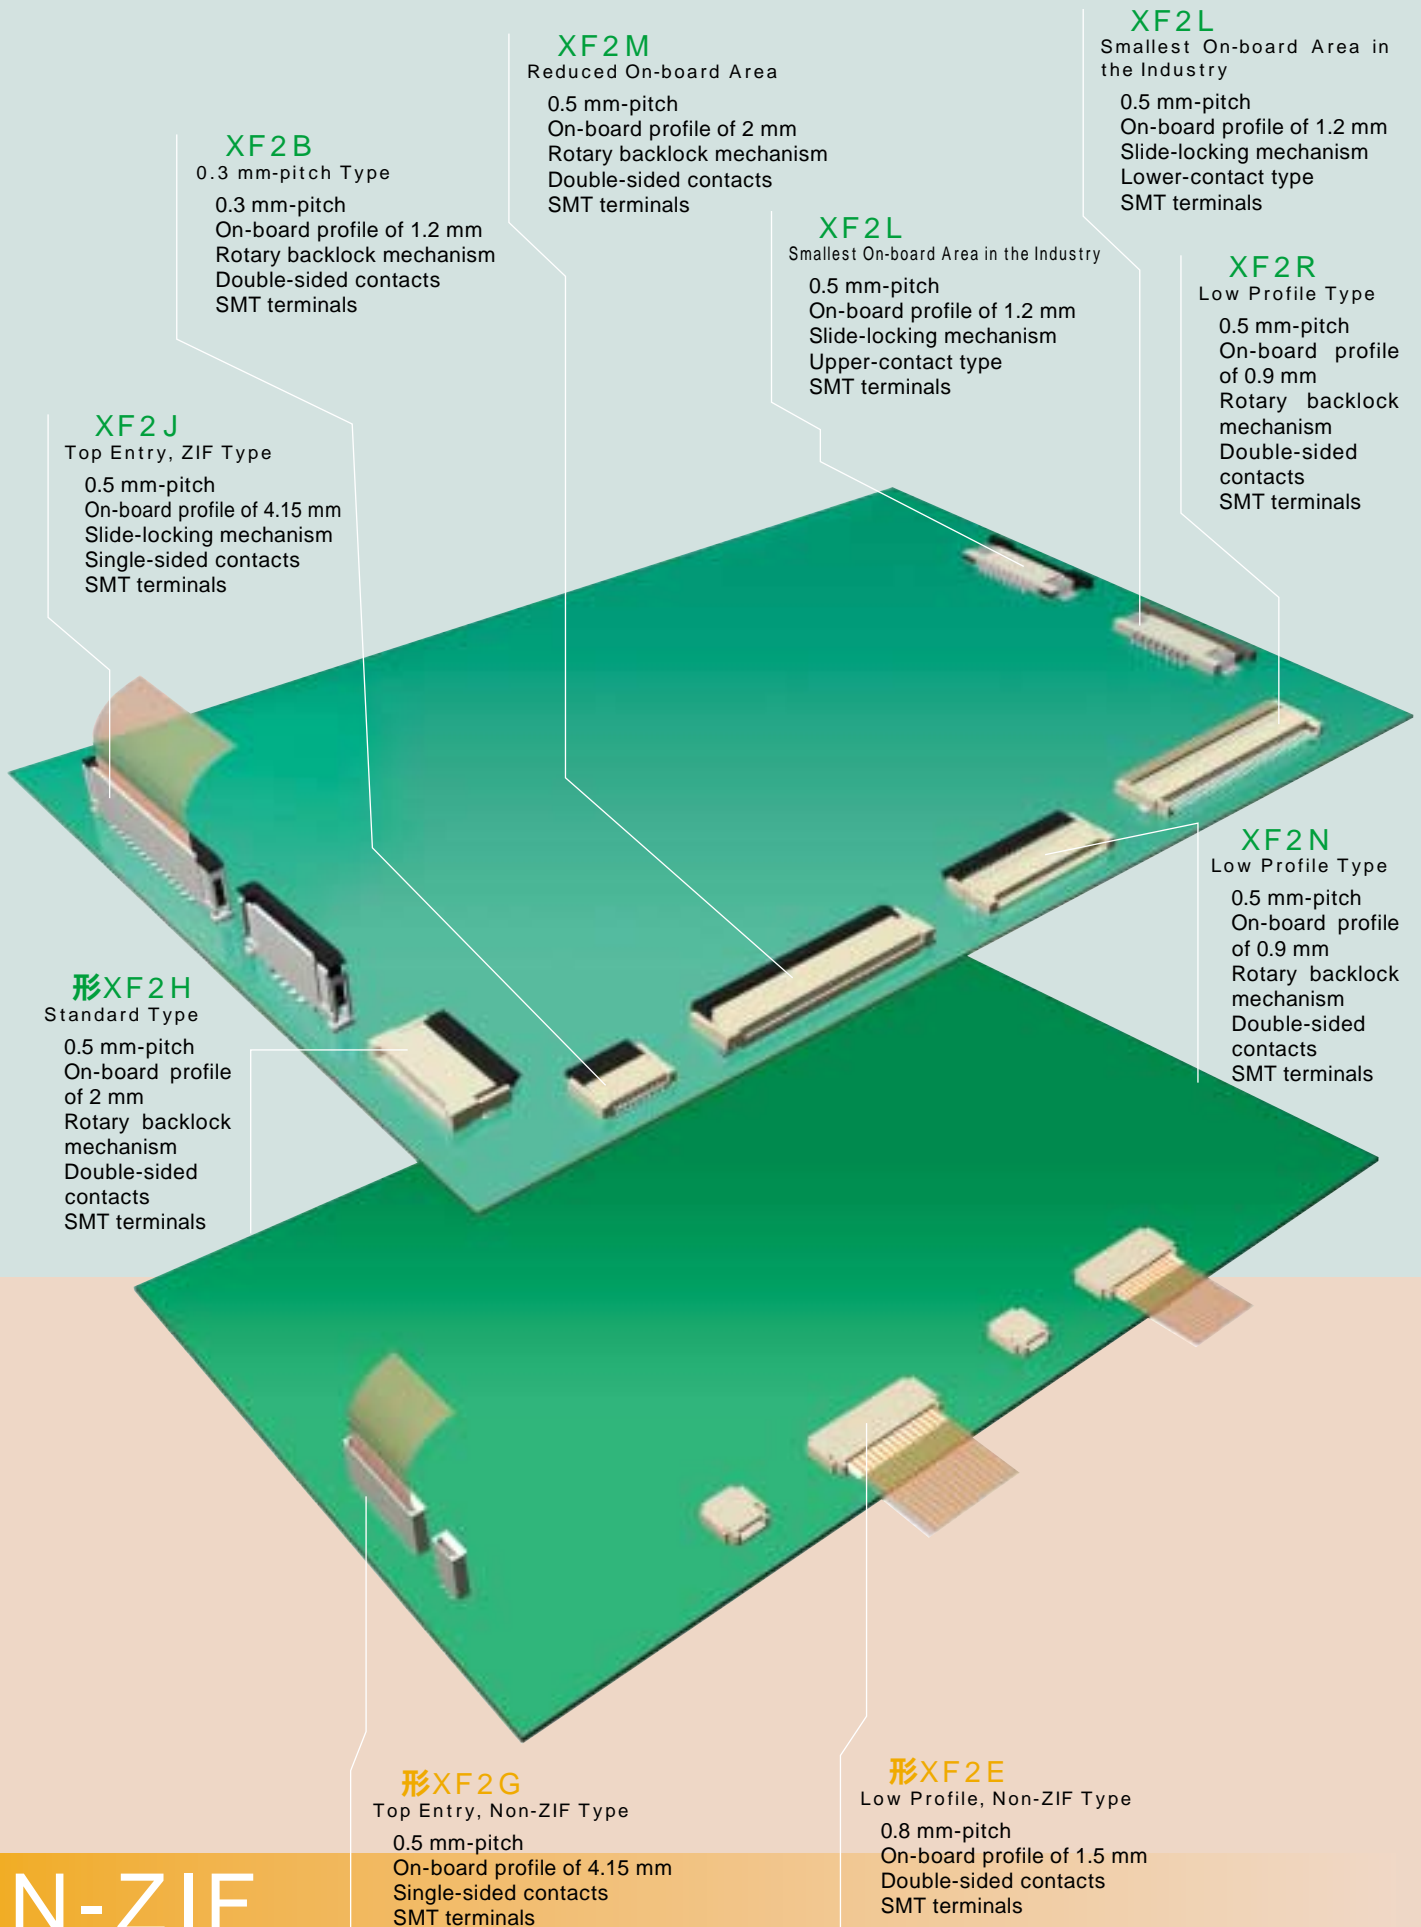 XF2L
Smallest On-board Area in
the Industry
0.5 mm-pitch
On-board profile of 1.2 mm
Slide-locking mechanism
Lower-contact type
SMT terminals
XF2M
Reduced On-board Area
0.5 mm-pitch
On-board profile of 2 mm
Rotary backlock mechanism
Double-sided contacts
SMT terminals
XF2B
0.3 mm-pitch Type
0.3 mm-pitch
On-board profile of 1.2 mm
Rotary backlock mechanism
Double-sided contacts
SMT terminals
XF2L
Smallest On-board Area in the Industry
0.5 mm-pitch
On-board profile of 1.2 mm
Slide-locking mechanism
Upper-contact type
SMT terminals
XF2R
Low Profile Type
0.5 mm-pitch
On-board profile
of 0.9 mm
Rotary backlock
mechanism
Double-sided
contacts
SMT terminals
XF2J
Top Entry, ZIF Type
0.5 mm-pitch
On-board profile of 4.15 mm
Slide-locking mechanism
Single-sided contacts
SMT terminals
XF2N
Low Profile Type
0.5 mm-pitch
On-board profile
of 0.9 mm
Rotary backlock
mechanism
Double-sided
contacts
SMT terminals
形XF2H
Standard Type
0.5 mm-pitch
On-board profile
of 2 mm
Rotary backlock
mechanism
Double-sided
contacts
SMT terminals
形XF2G
Top Entry, Non-ZIF Type
0.5 mm-pitch
On-board profile of 4.15 mm
Single-sided contacts
SMT terminals
形XF2E
Low Profile, Non-ZIF Type
0.8 mm-pitch
On-board profile of 1.5 mm
Double-sided contacts
SMT terminals
N-ZIF